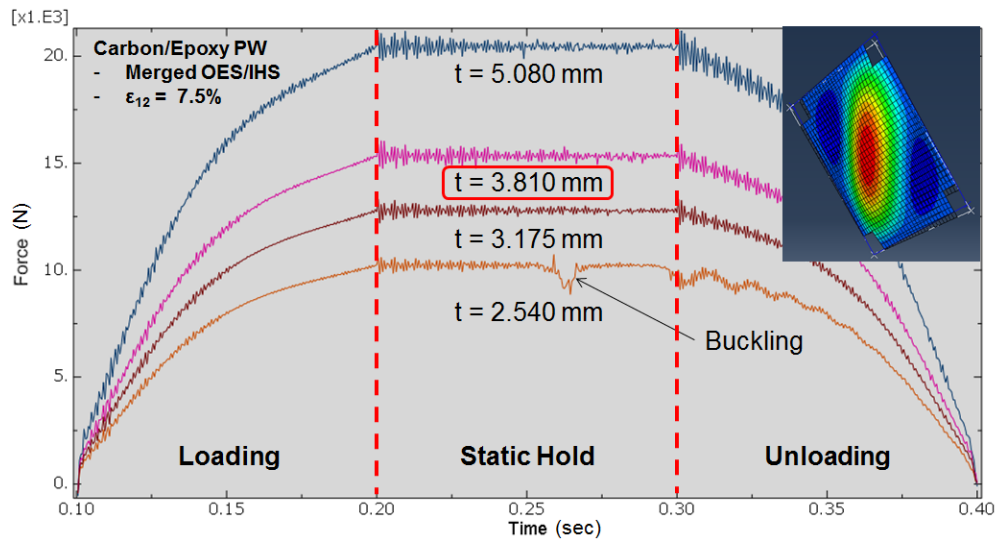 [x1.E3]
20.
15.
10.
5.
0.
Force (N)
Carbon/Epoxy PW
- Merged OES/IHS
- ε12 = 7.5%
t = 5.080 mm
t = 3.810 mm
t = 3.175 mm
t = 2.540 mm
Buckling
Loading
Static Hold
Unloading
0.10
0.15
0.20
0.25
0.30
0.35
0.40
Time (sec)